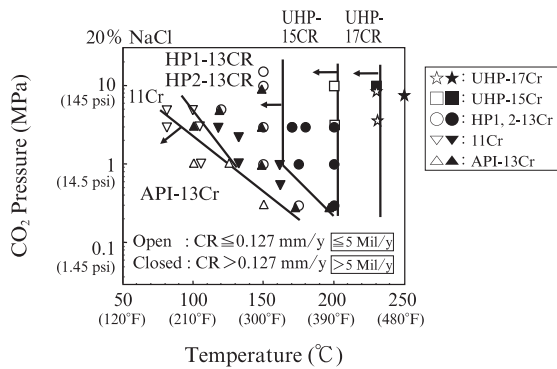 UHP-
15CR
UHP-
17CR
20% NaCl
HP1-13CR
HP2-13CR
11Cr
API-13Cr
CO₂ Pressure (MPa)
10
(145 psi)
1
(14.5 psi)
0.1
(1.45 psi)
Open : CR≦0.127 mm/y ≦5 Mil/y
Closed : CR>0.127 mm/y >5 Mil/y
50 100 150 200 250
(120°F) (210°F) (300°F) (390°F) (480°F)
Temperature (℃)
☆★: UHP-17Cr
□■: UHP-15Cr
○●: HP1, 2-13Cr
▽▼: 11Cr
△▲: API-13Cr